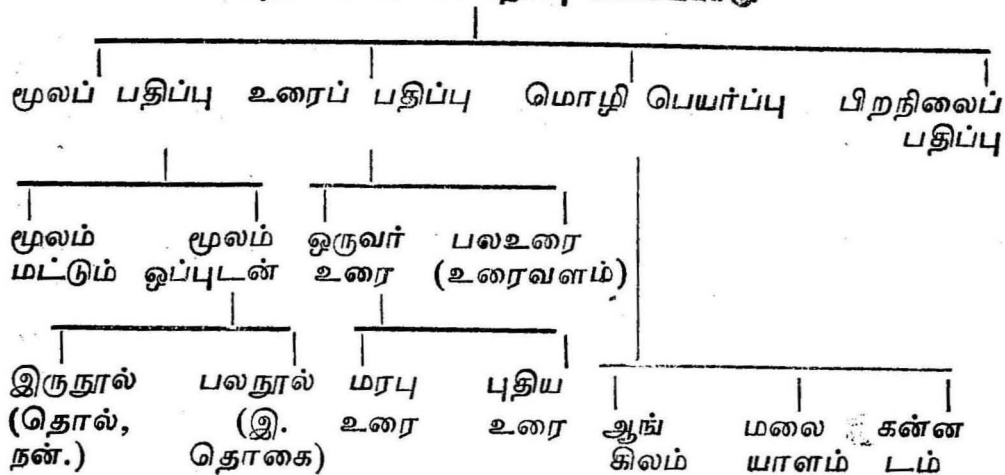 மூலப் பதிப்பு உரைப் பதிப்பு மொழி பெயர்ப்பு பிறநிலைப்
பதிப்பு
மூலம் மூலம் ஒருவர் பலஉரை
மட்டும் ஒப்புடன் உரை (உரைவளம்)
இருநூல் பலநூல் மரபு புதிய
(தொல், (இ. உரை உரை ஆங் மலை கன்ன
நன்.) தொகை) கிலம் யாளம் டம்